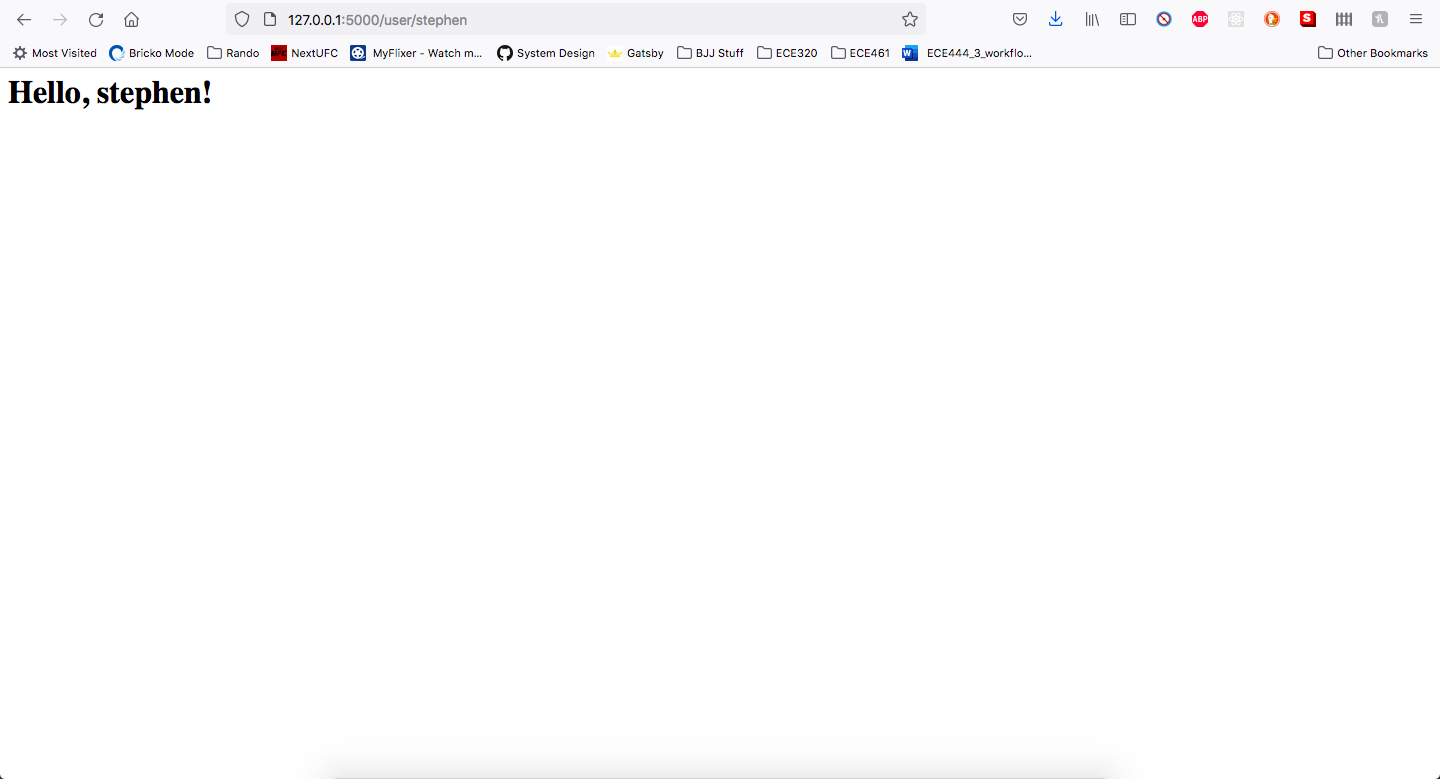 127.0.0.1:5000/user/stephen
ABP
S
Most Visited Bricko Mode Rando NextUFC MyFlixer - Watch m... System Design Gatsby BJJ Stuff ECE320 ECE461 W ECE444_3_workflo... Other Bookmarks
Hello, stephen!